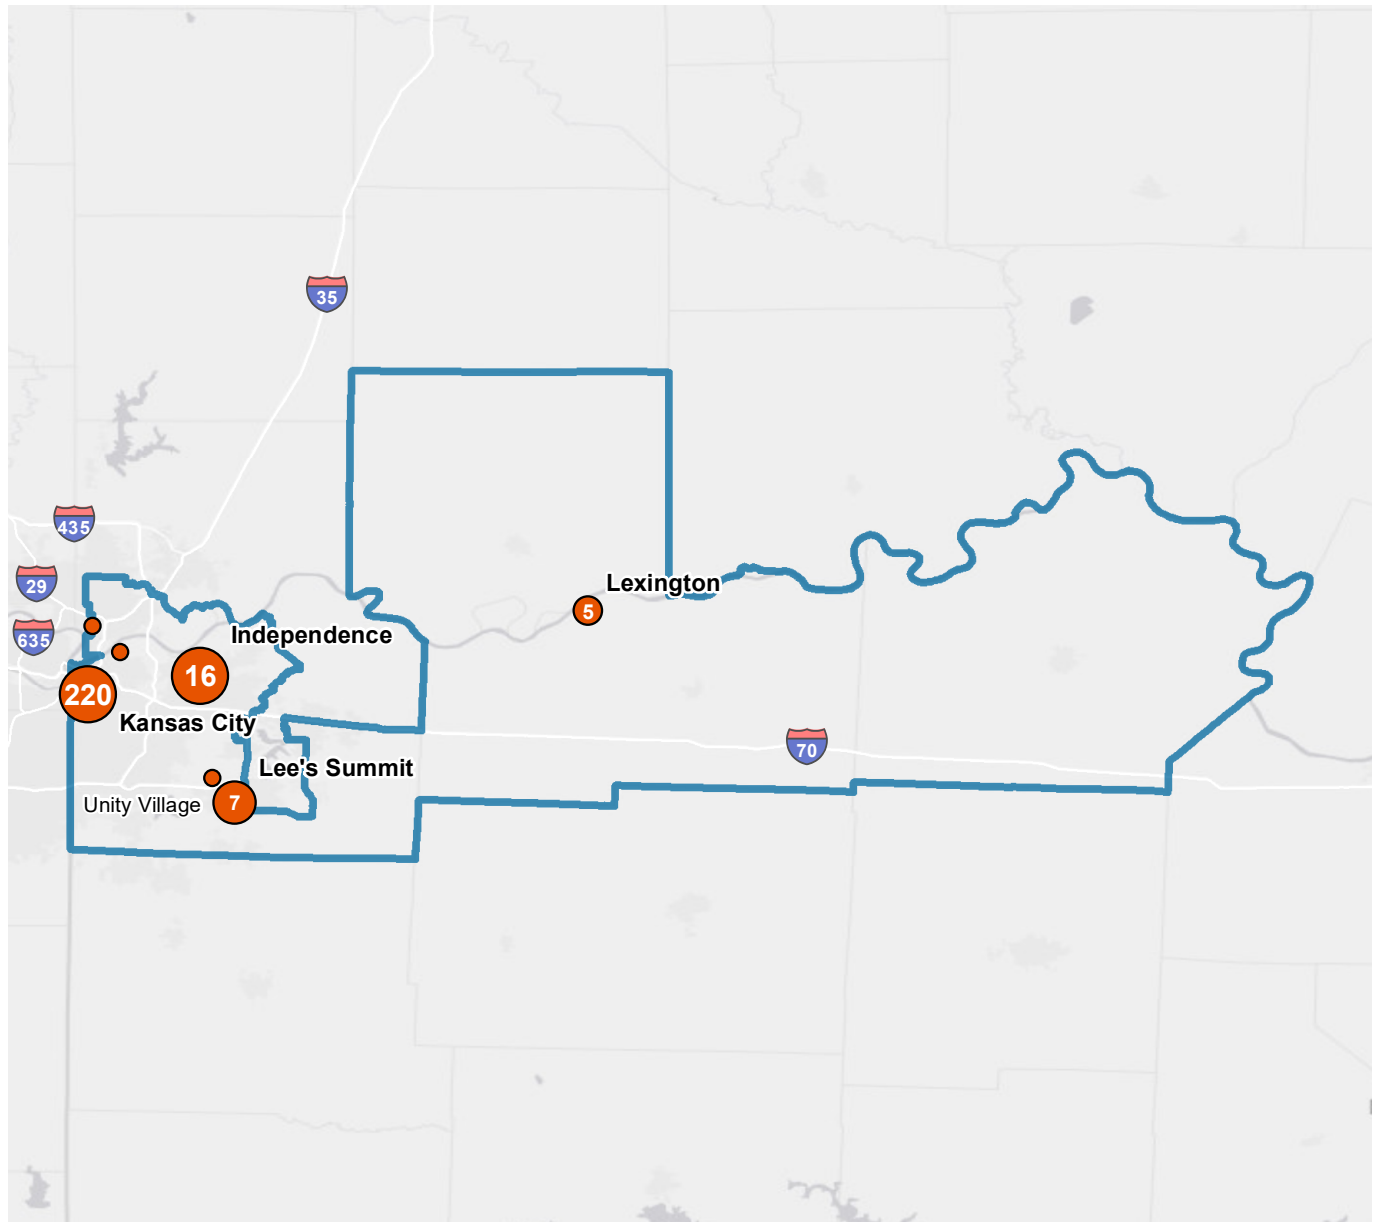 35
435
29
635
Lexington
5
Independence
16
220
Kansas City
70
Lee's Summit
Unity Village
7